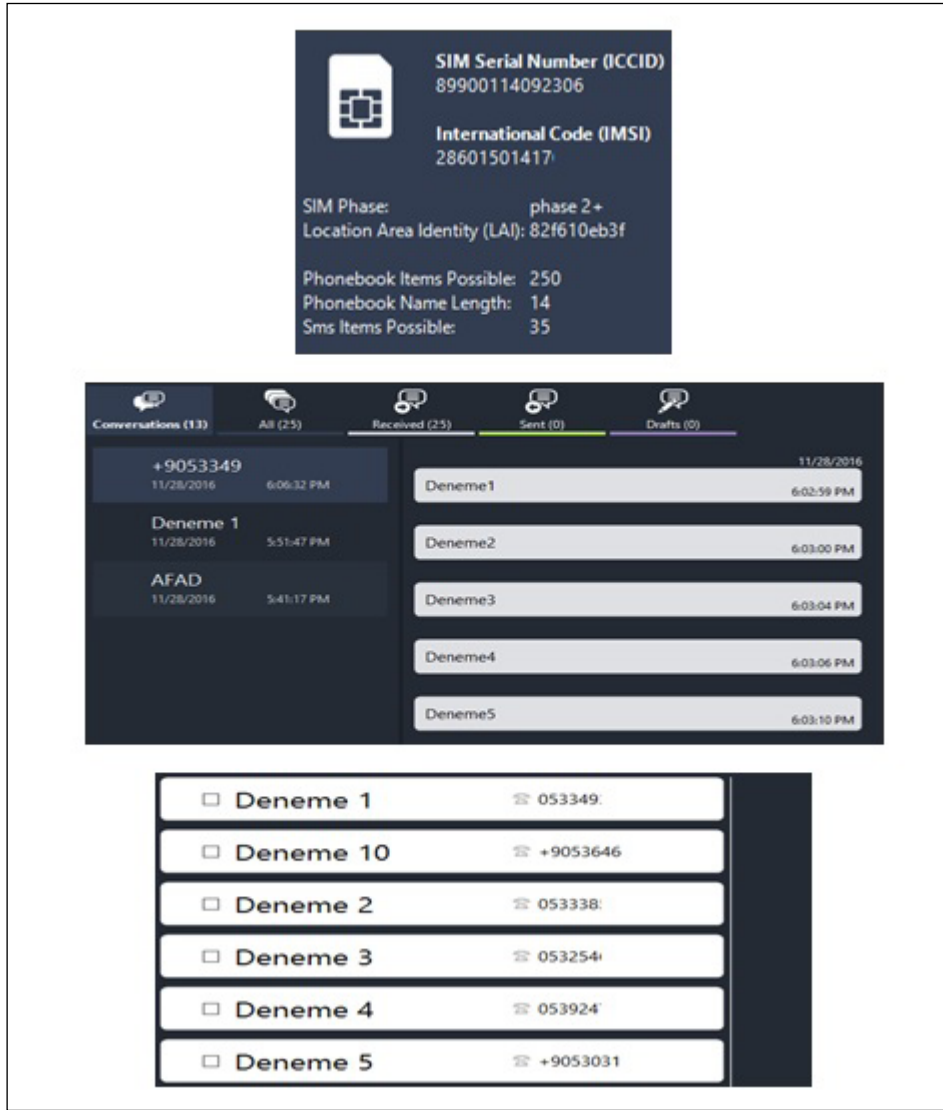 SIM Serial Number (ICCID)
89900114092306
International Code (IMSI)
28601501417
SIM Phase: phase 2+
Location Area Identity (LAI): 82f610eb3f
Phonebook Items Possible: 250
Phonebook Name Length: 14
Sms Items Possible: 35
Conversations (13) All (25) Received (25) Sent (0) Drafts (0)
+9053349
11/28/2016 6:06:32 PM
Deneme 1
11/28/2016 5:51:47 PM
AFAD
11/28/2016 5:41:17 PM
11/28/2016
Deneme1 6:02:59 PM
Deneme2 6:03:00 PM
Deneme3 6:03:04 PM
Deneme4 6:03:06 PM
Deneme5 6:03:10 PM
Deneme 1 053349
Deneme 10 +9053646
Deneme 2 053338
Deneme 3 053254
Deneme 4 053924
Deneme 5 +9053031